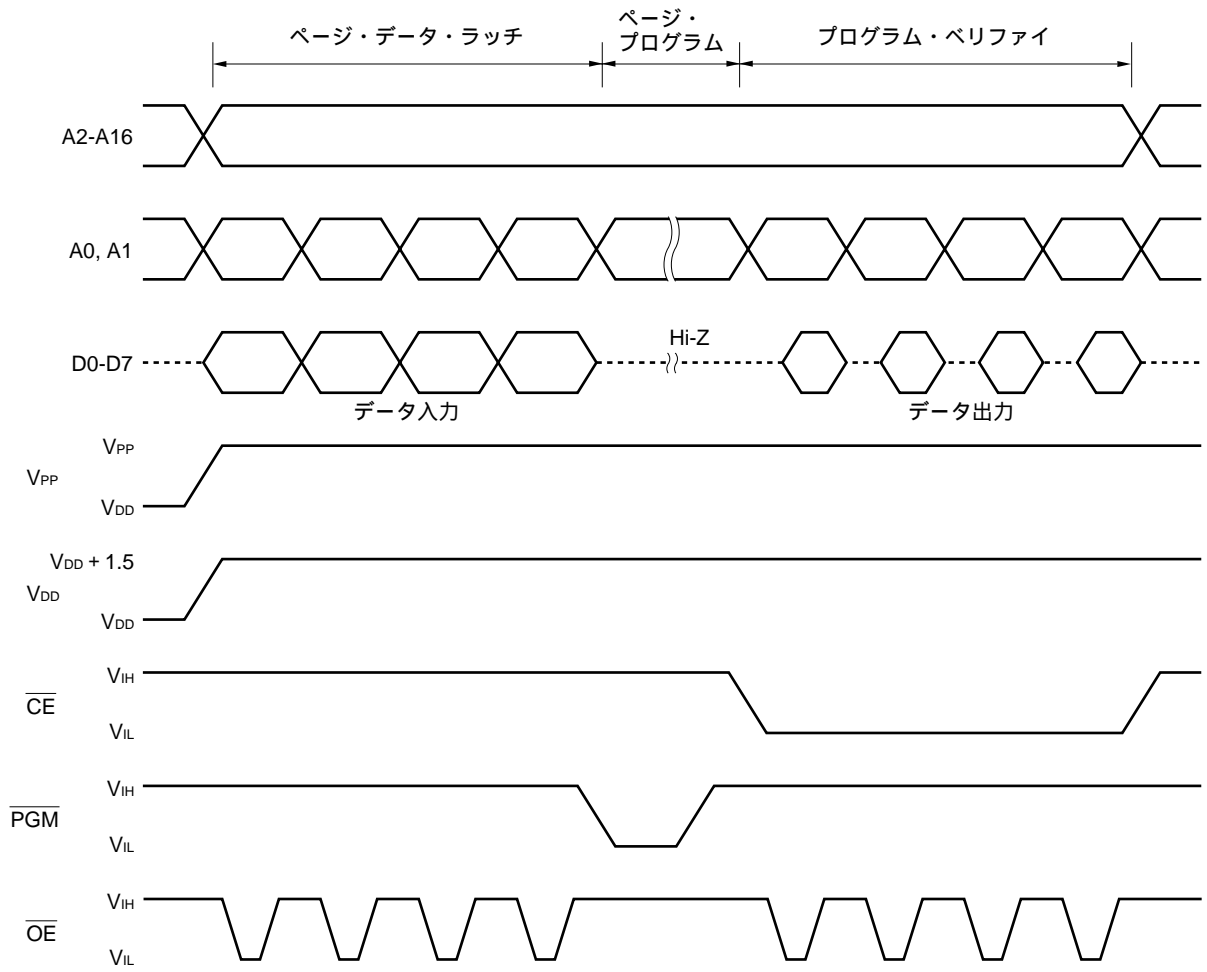 ページ・データ・ラッチ
ページ・
プログラム
プログラム・ベリファイ
A2-A16
A0, A1
D0-D7
Hi-Z
データ入力
データ出力
VPP
VPP
VDD
VDD + 1.5
VDD
VDD
VIH
CE
VIL
VIH
PGM
VIL
VIH
OE
VIL